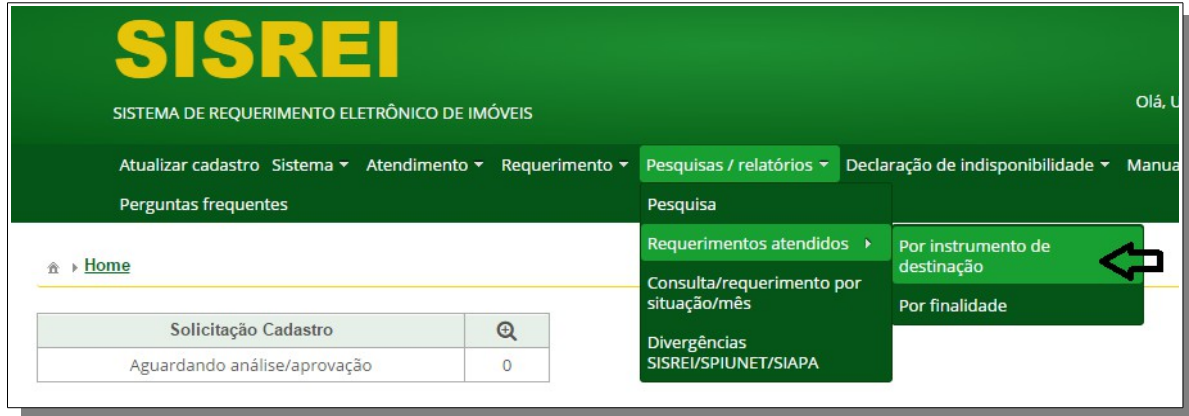 SISREI
SISTEMA DE REQUERIMENTO ELETRÔNICO DE IMÓVEIS
Olá, U
Atualizar cadastro Sistema Atendimento Requerimento Pesquisas / relatórios Declaração de indisponibilidade Manua
Perguntas frequentes
Pesquisa
Requerimentos atendidos
Por instrumento de
destinação
Por finalidade
Consulta/requerimento por
situação/mês
Divergências
SISREI/SPIUNET/SIAPA
Home
Solicitação Cadastro
Aguardando análise/aprovação 0